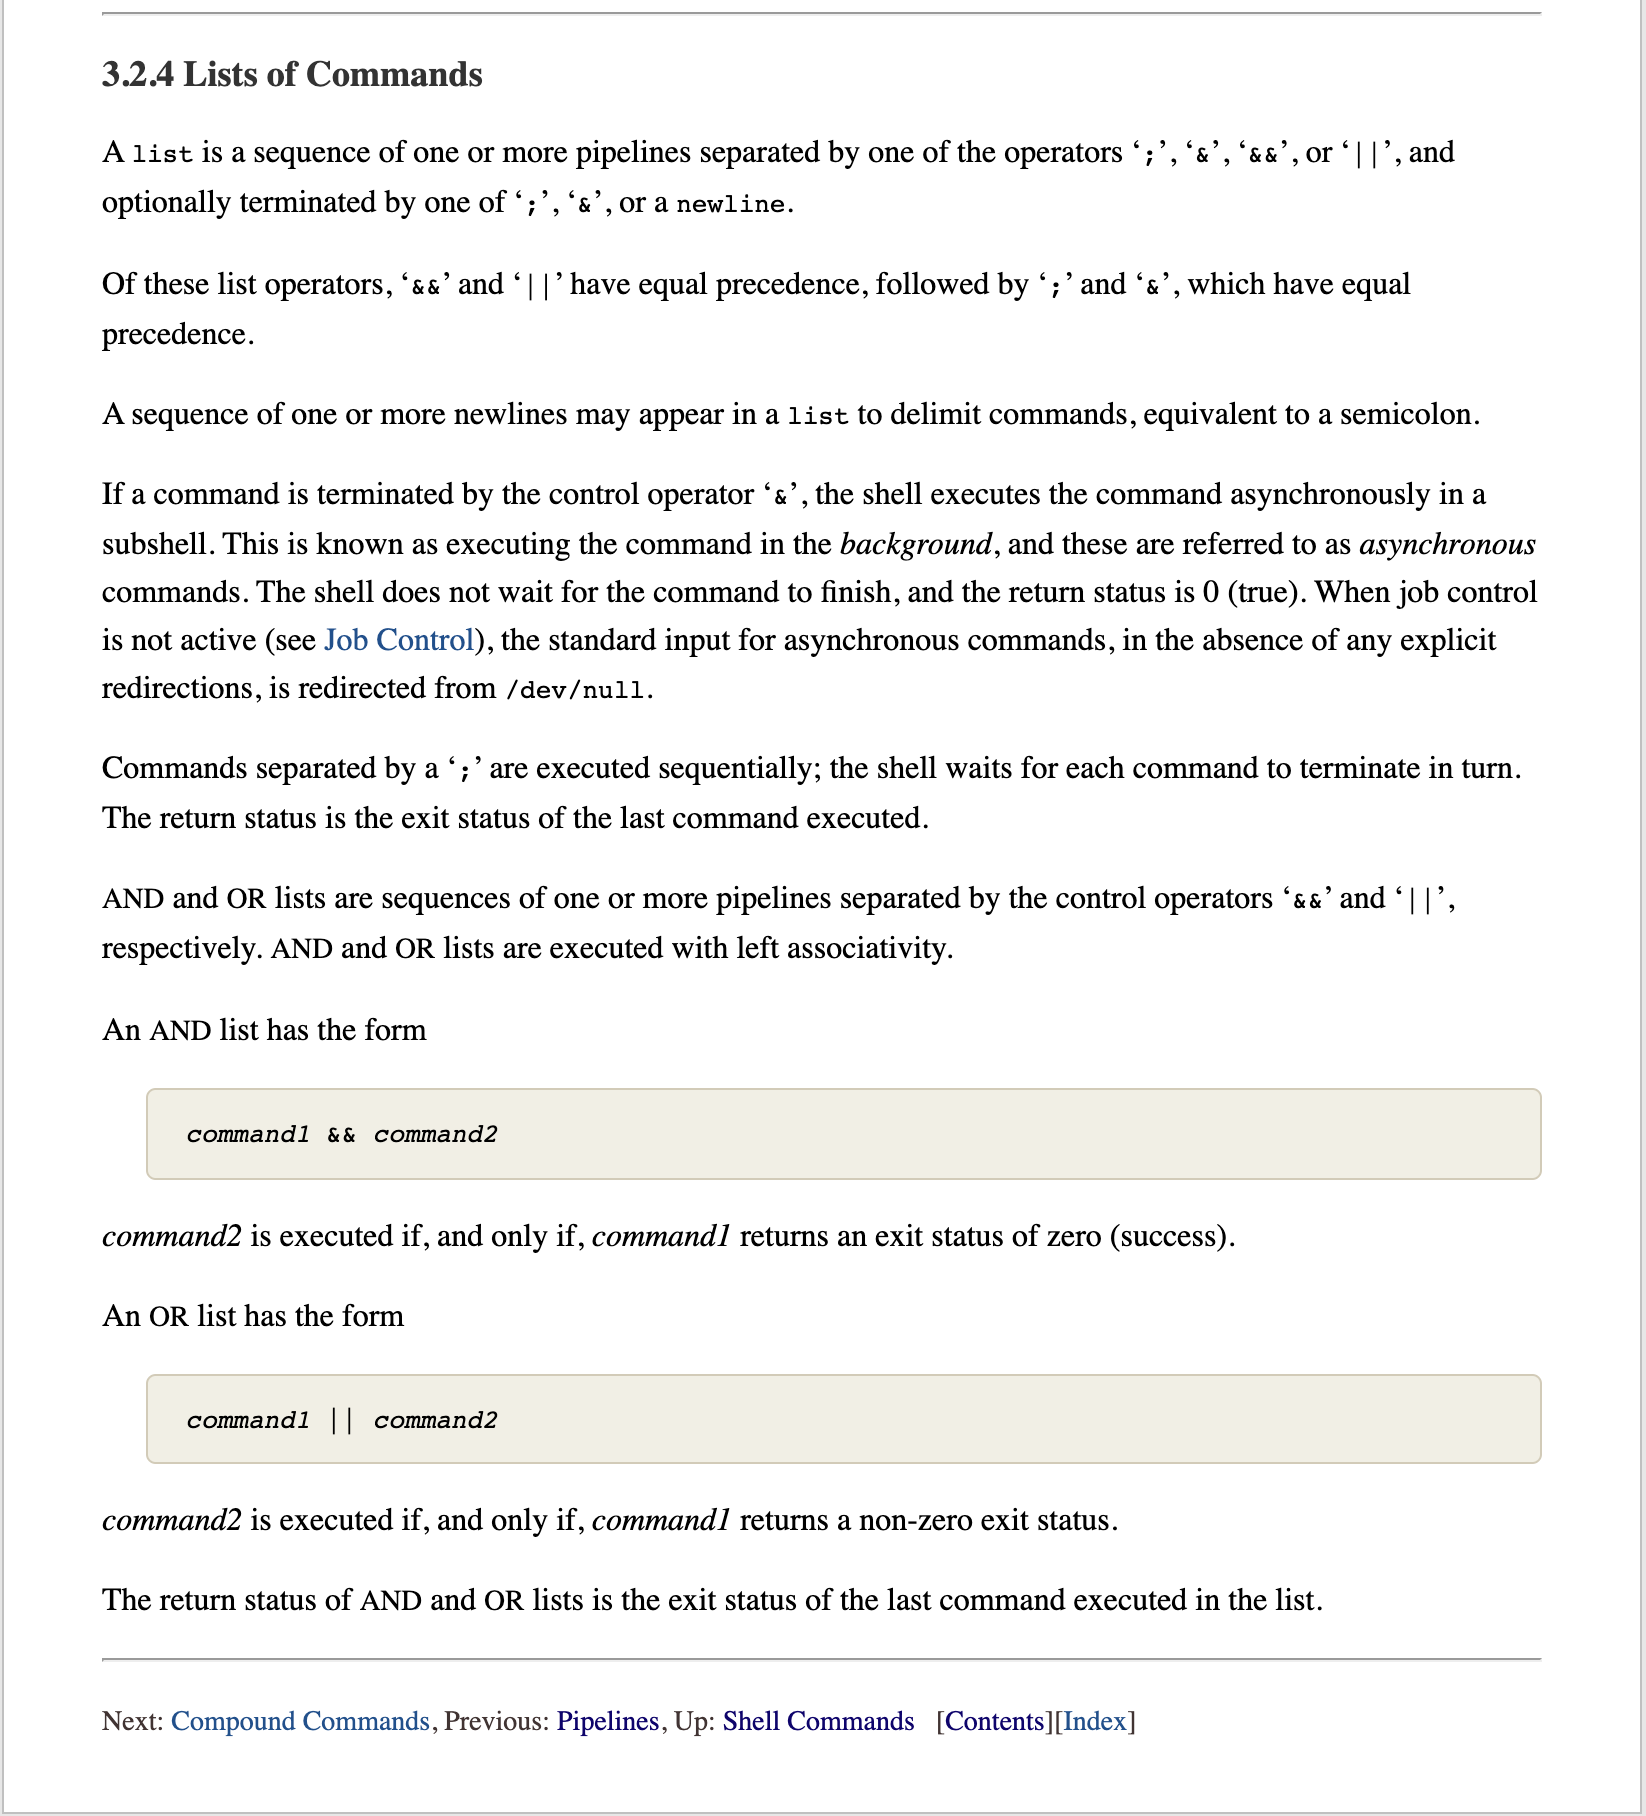 3.2.4 Lists of Commands
A list is a sequence of one or more pipelines separated by one of the operators ‘;’, ‘&’, ‘&&’, or ‘||’, and
optionally terminated by one of ‘;’, ‘&’, or a newline.
Of these list operators, ‘&&’ and ‘||’ have equal precedence, followed by ‘;’ and ‘&’, which have equal
precedence.
A sequence of one or more newlines may appear in a list to delimit commands, equivalent to a semicolon.
If a command is terminated by the control operator ‘&’, the shell executes the command asynchronously in a
subshell. This is known as executing the command in the background, and these are referred to as asynchronous
commands. The shell does not wait for the command to finish, and the return status is 0 (true). When job control
is not active (see Job Control), the standard input for asynchronous commands, in the absence of any explicit
redirections, is redirected from /dev/null.
Commands separated by a ‘;’ are executed sequentially; the shell waits for each command to terminate in turn.
The return status is the exit status of the last command executed.
AND and OR lists are sequences of one or more pipelines separated by the control operators ‘&&’ and ‘||’,
respectively. AND and OR lists are executed with left associativity.
An AND list has the form
command1 && command2
command2 is executed if, and only if, command1 returns an exit status of zero (success).
An OR list has the form
command1 || command2
command2 is executed if, and only if, command1 returns a non-zero exit status.
The return status of AND and OR lists is the exit status of the last command executed in the list.
Next: Compound Commands, Previous: Pipelines, Up: Shell Commands [Contents][Index]